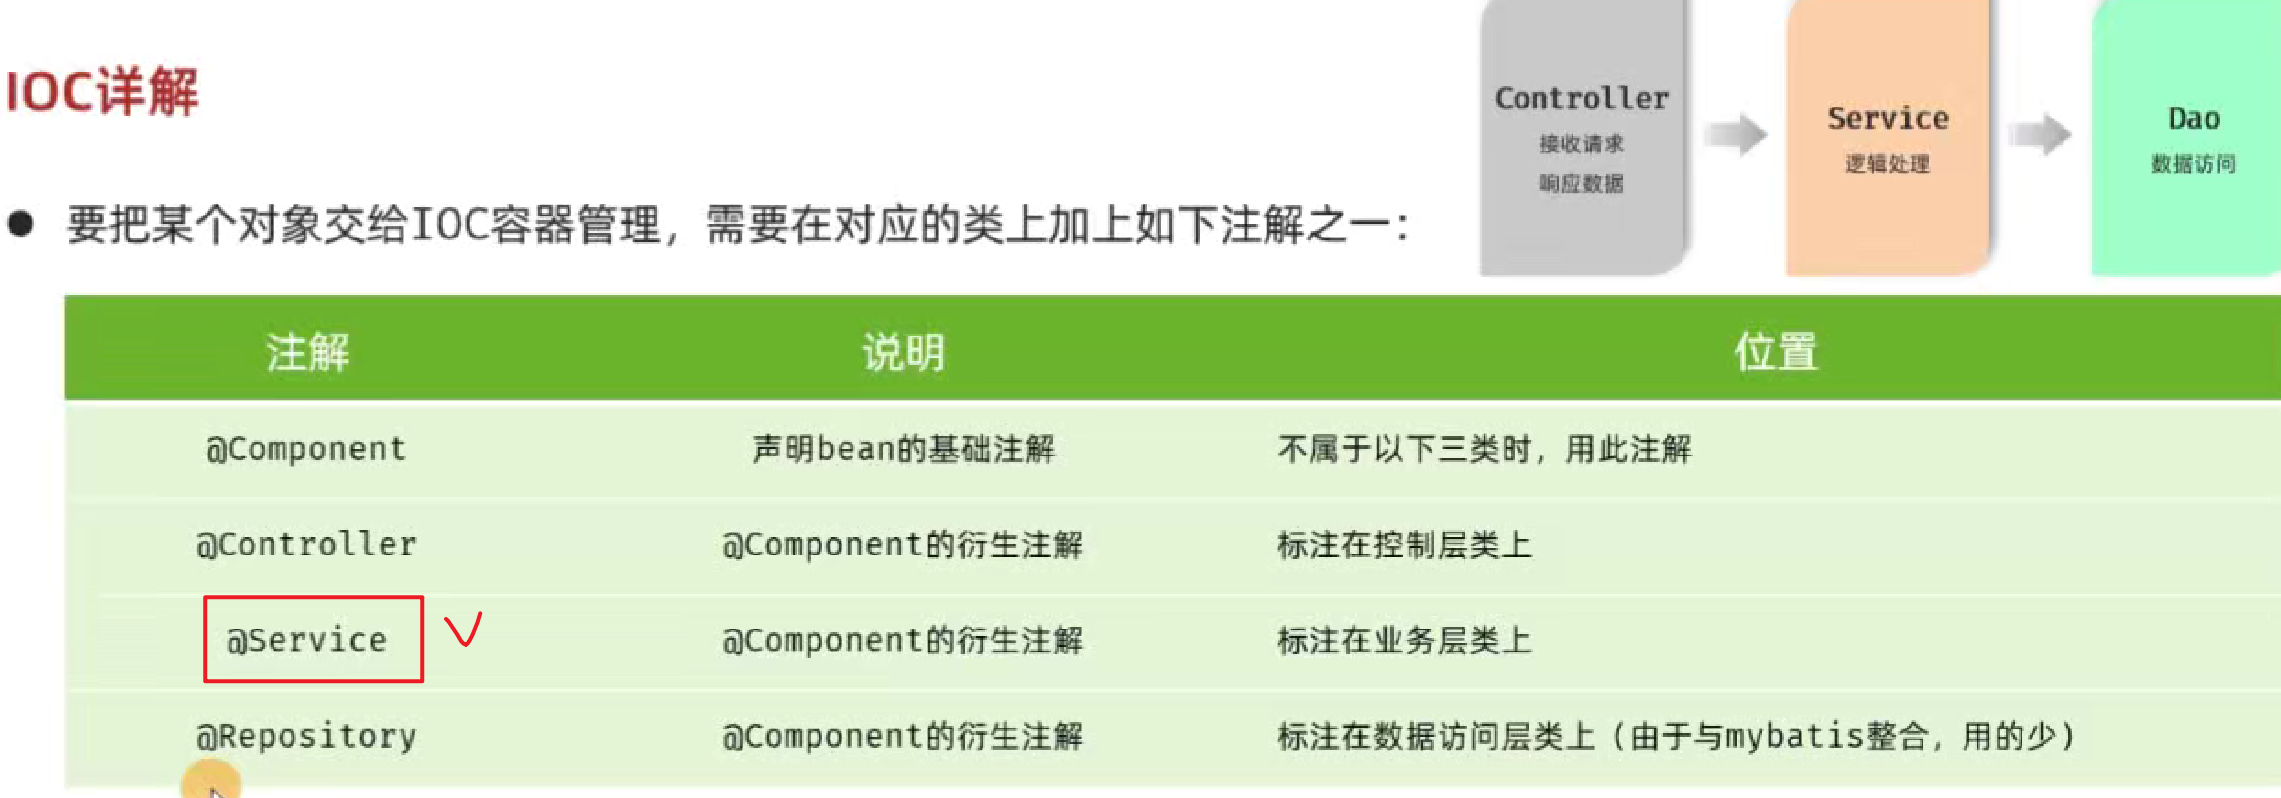 IOC详解
Controller
接收请求
响应数据
Service
逻辑处理
Dao
数据访问
要把某个对象交给IOC容器管理，需要在对应的类上加上如下注解之一：
注解 说明 位置
@Component 声明bean的基础注解 不属于以下三类时，用此注解
@Controller @Component的衍生注解 标注在控制层类上
@Service @Component的衍生注解 标注在业务层类上
@Repository @Component的衍生注解 标注在数据访问层类上（由于与mybatis整合，用的少）